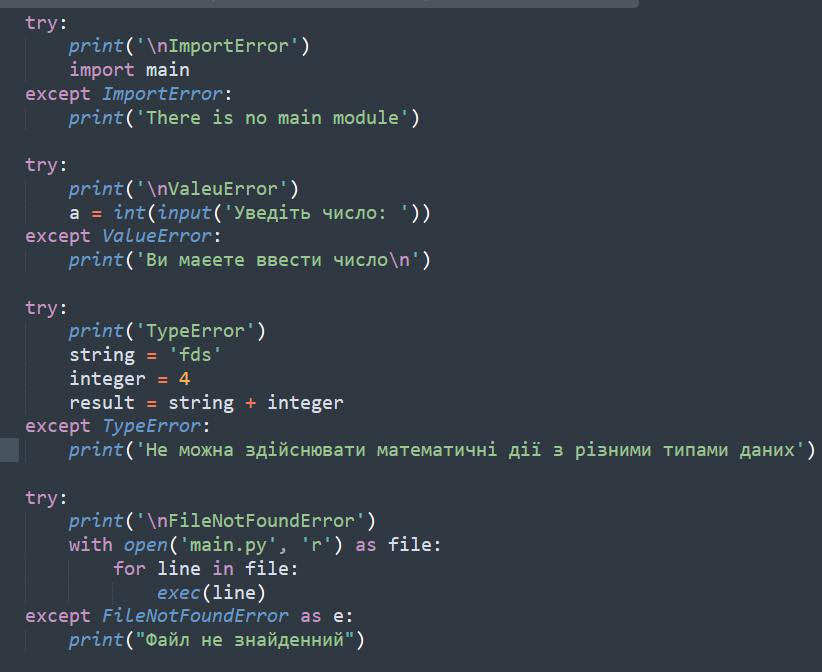 try:
    print('\nImportError')
    import main
except ImportError:
    print('There is no main module')

try:
    print('\nValeuError')
    a = int(input('Уведіть число: '))
except ValueError:
    print('Ви маєете ввести число\n')

try:
    print('TypeError')
    string = 'fds'
    integer = 4
    result = string + integer
except TypeError:
    print('Не можна здійснювати математичні дії з різними типами даних')

try:
    print('\nFileNotFoundError')
    with open('main.py', 'r') as file:
        for line in file:
            exec(line)
except FileNotFoundError as e:
    print("Файл не знайденний")